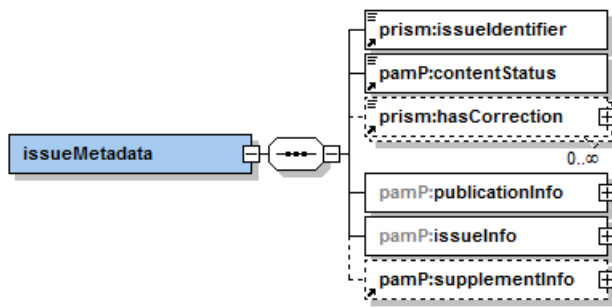 prism:issueIdentifier
pamP:contentStatus
prism:hasCorrection
issueMetadata
0..∞
pamP:publicationInfo
pamP:issueInfo
pamP:supplementInfo